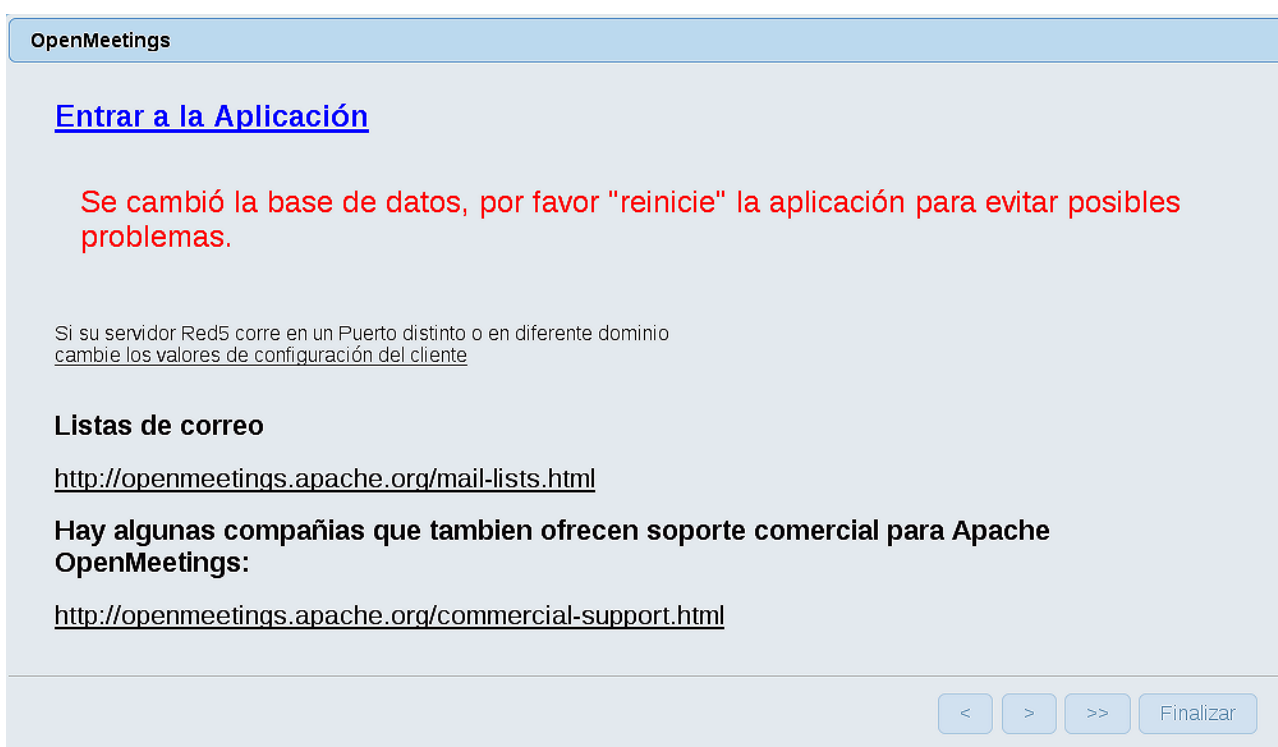 OpenMeetings
Entrar a la Aplicación
Se cambió la base de datos, por favor "reinicie" la aplicación para evitar posibles
problemas.
Si su servidor Red5 corre en un Puerto distinto o en diferente dominio
cambie los valores de configuración del cliente
Listas de correo
http://openmeetings.apache.org/mail-lists.html
Hay algunas compañias que tambien ofrecen soporte comercial para Apache
OpenMeetings:
http://openmeetings.apache.org/commercial-support.html
< > >> Finalizar